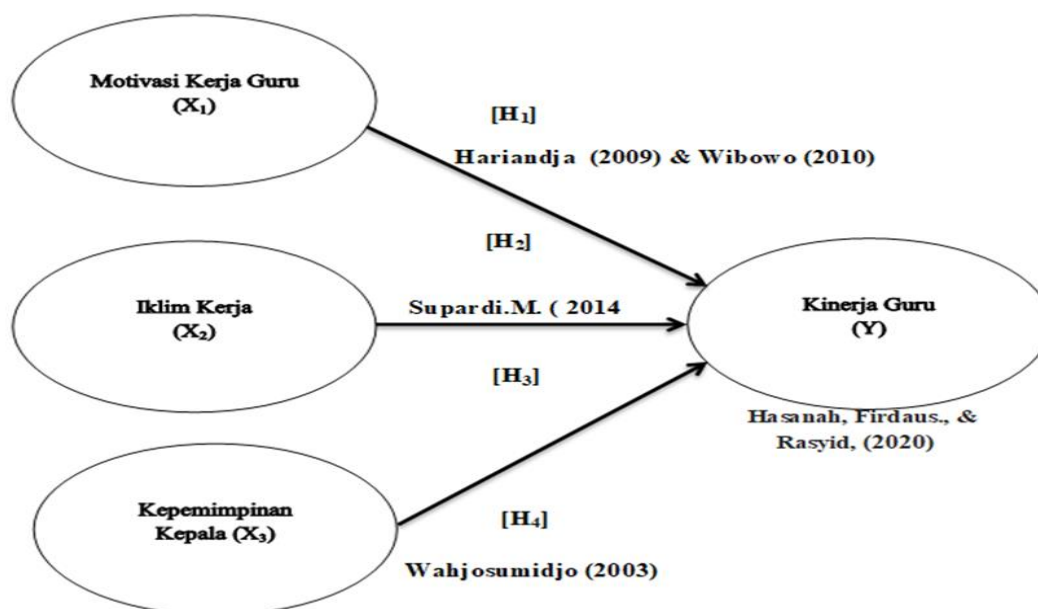 Motivasi Kerja Guru
(X₁)
[H₁]
Hariandja (2009) & Wibowo (2010)
[H₂]
Iklim Kerja
(X₂)
Supardi.M. ( 2014
Kinerja Guru
(Y)
[H₃]
Hasanah, Firdaus., &
Rasyid, (2020)
Kepemimpinan
Kepala (X₃)
[H₄]
Wahjosumidjo (2003)